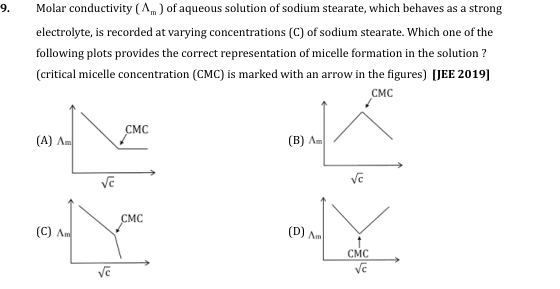 9. Molar conductivity (Λm) of aqueous solution of sodium stearate, which behaves as a strong
electrolyte, is recorded at varying concentrations (C) of sodium stearate. Which one of the
following plots provides the correct representation of micelle formation in the solution ?
(critical micelle concentration (CMC) is marked with an arrow in the figures) [JEE 2019]
CMC
(A) Λm
CMC
√c
(B) Λm
√c
(C) Λm
CMC
√c
(D) Λm
CMC
√c